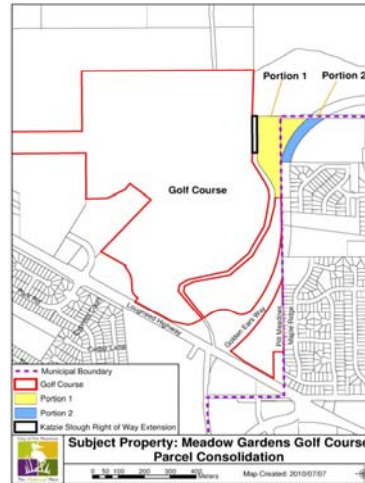 Portion 1
Portion 2
Golf Course
Lougheed Highway
Golden Ears Way
Pitt Meadows
Maple Ridge
Municipal Boundary
Golf Course
Portion 1
Portion 2
Katzie Slough Right of Way Extension
Subject Property: Meadow Gardens Golf Course
Parcel Consolidation
0 50 100 200 300 400
Meters
Map Created: 2010/07/07